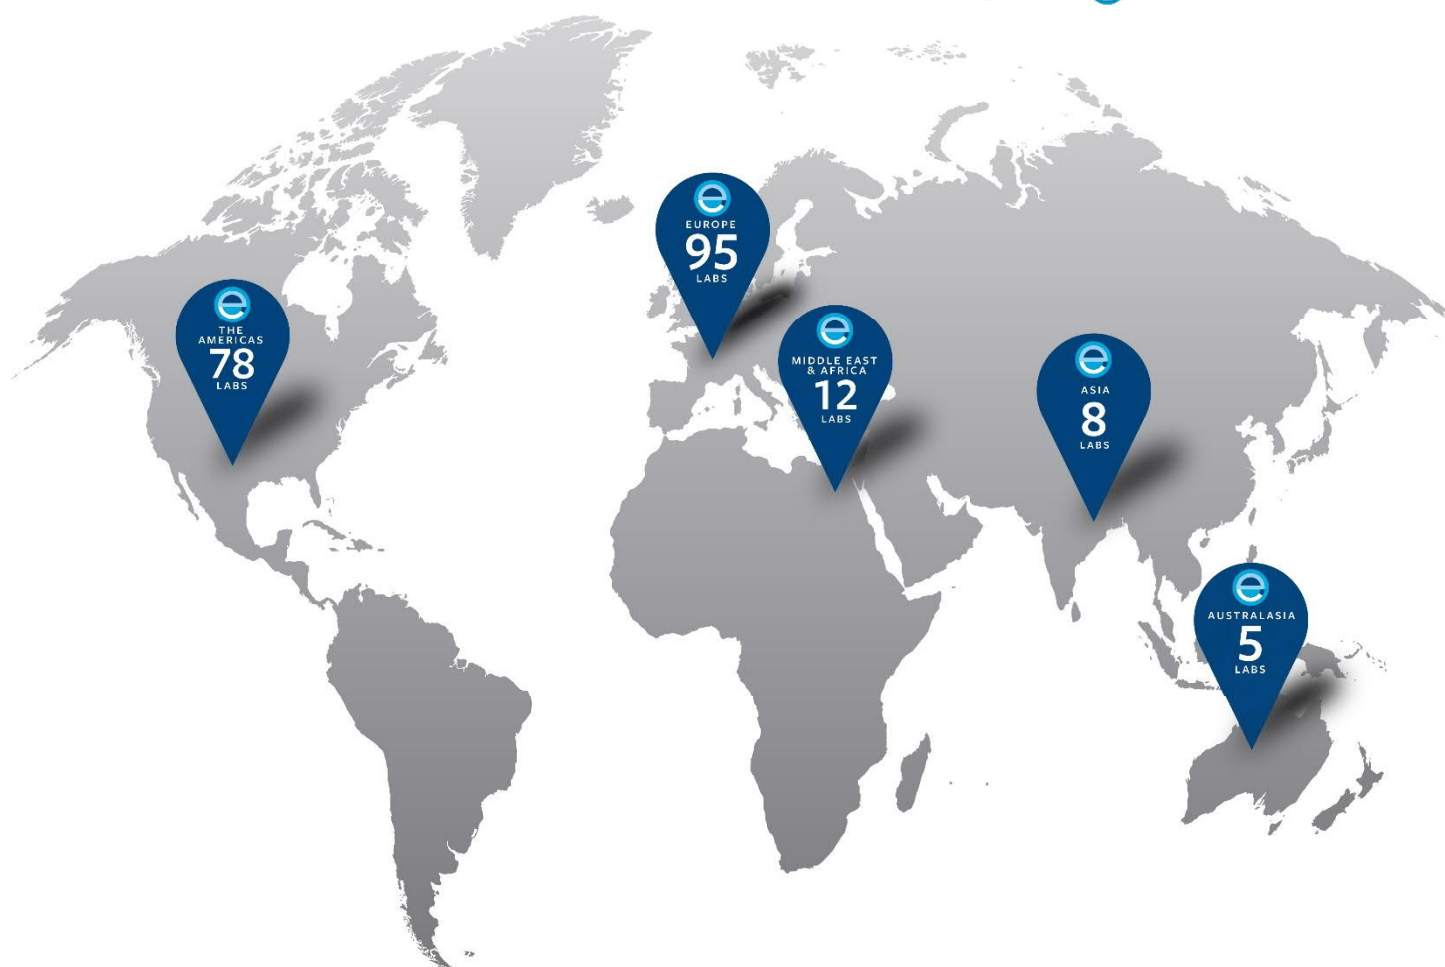 EUROPE
95
LABS
THE
AMERICAS
78
LABS
MIDDLE EAST
& AFRICA
12
LABS
ASIA
8
LABS
AUSTRALASIA
5
LABS